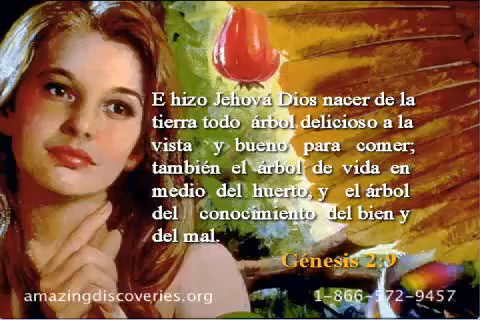 E hizo Jehová Dios nacer de la
tierra todo árbol delicioso a la
vista y bueno para comer;
también el árbol de vida en
medio del huerto, y el árbol
del conocimiento del bien y
del mal.
Génesis 2:9
amazingdiscoveries.org 1-866-572-9457